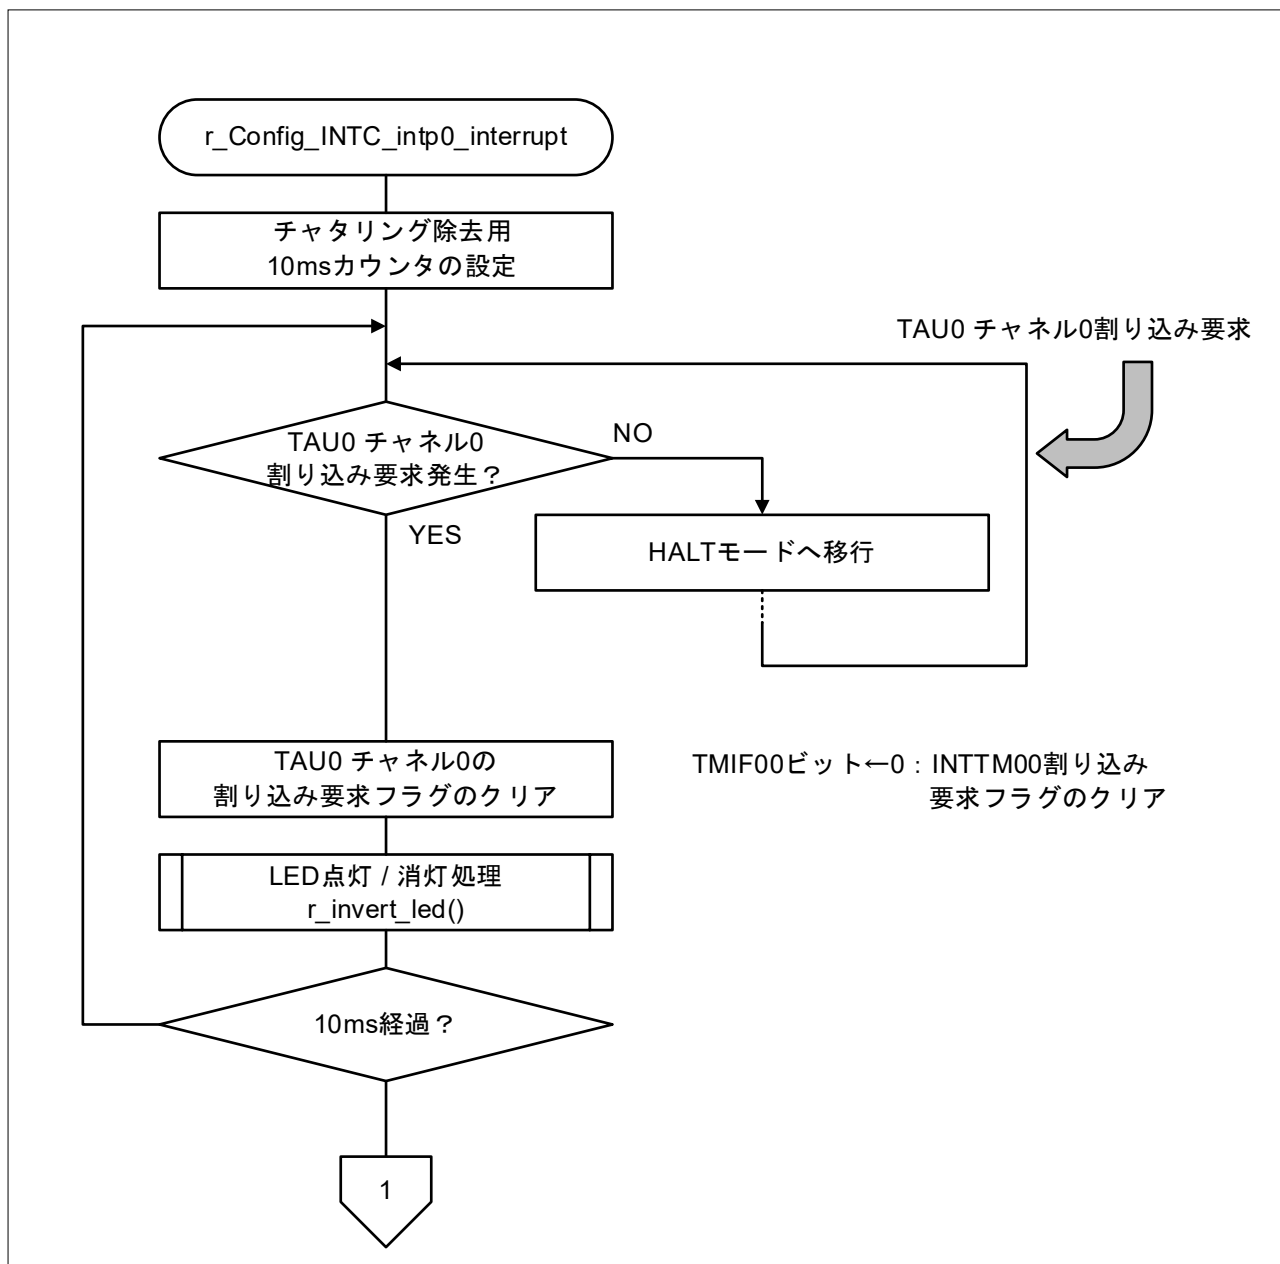 r_Config_INTC_intp0_interrupt
チャタリング除去用
10msカウンタの設定
TAU0 チャネル0割り込み要求
TAU0 チャネル0
割り込み要求発生？
NO
YES
HALTモードへ移行
TAU0 チャネル0の
割り込み要求フラグのクリア
TMIF00ビット←0：INTTM00割り込み
要求フラグのクリア
LED点灯 / 消灯処理
r_invert_led()
10ms経過？
1